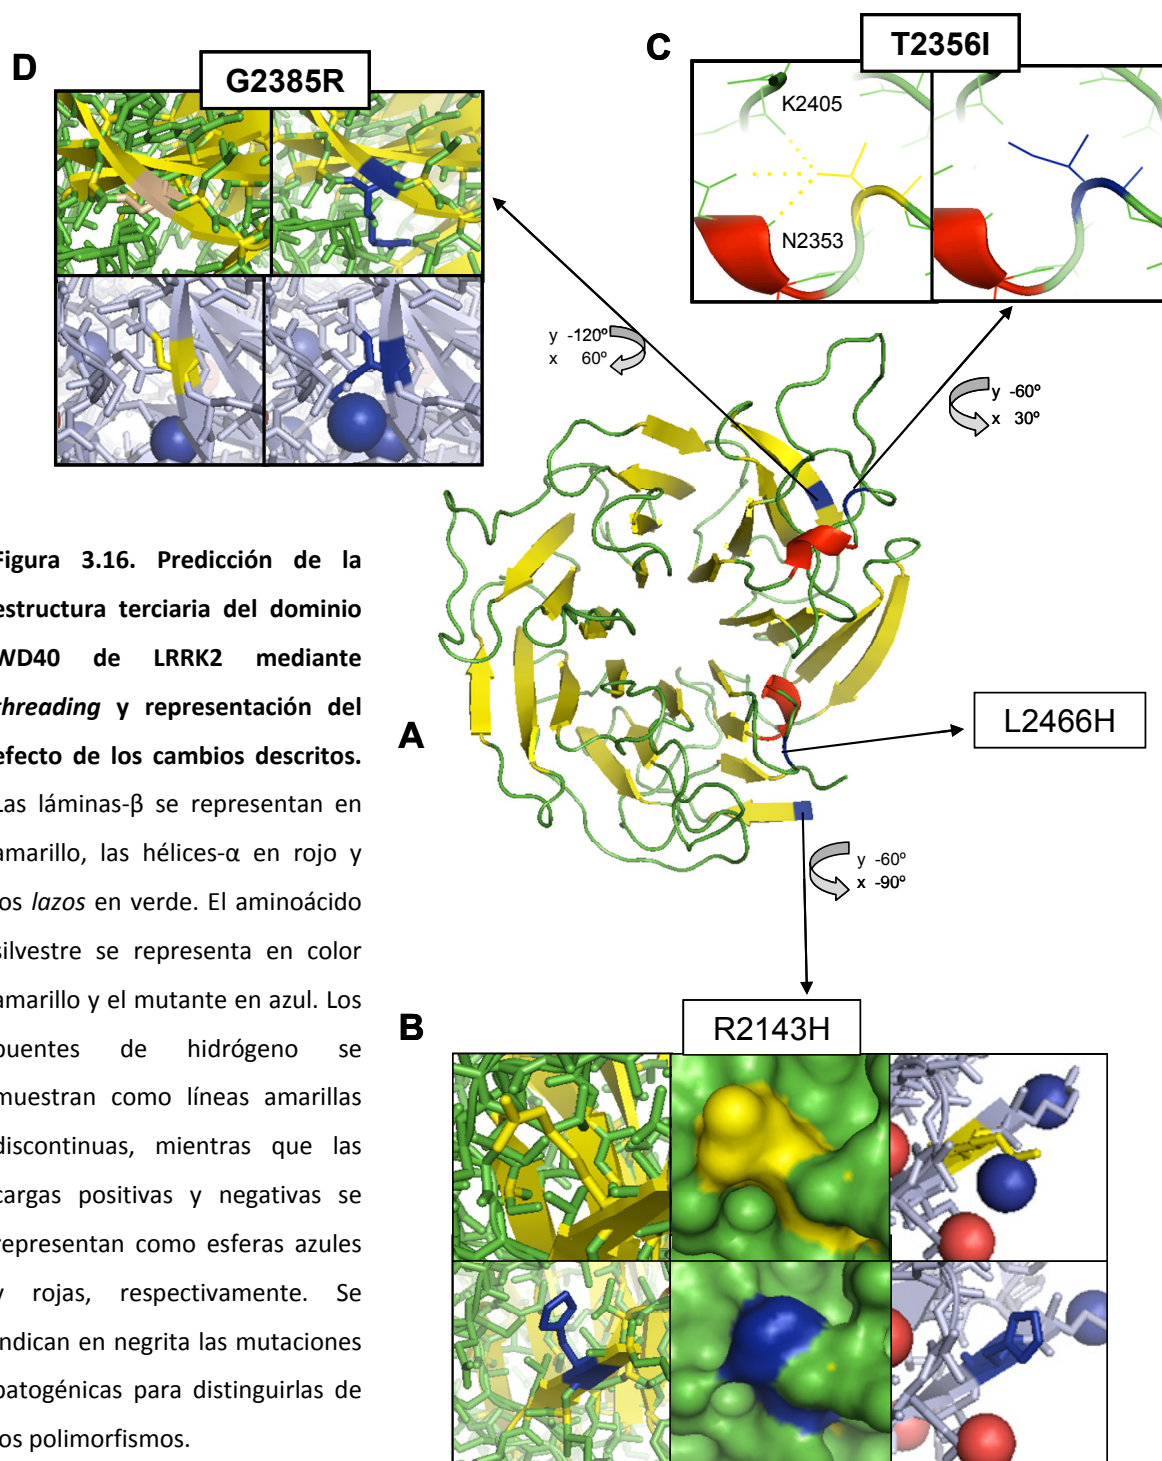 D
G2385R
C
T2356I
K2405
N2353
y -120º
x 60º
y -60º
x 30º
A
L2466H
y -60º
x -90º
B
R2143H
Figura 3.16. Predicción de la
estructura terciaria del dominio
WD40 de LRRK2 mediante
threading y representación del
efecto de los cambios descritos.
Las láminas-β se representan en
amarillo, las hélices-α en rojo y
los lazos en verde. El aminoácido
silvestre se representa en color
amarillo y el mutante en azul. Los
puentes de hidrógeno se
muestran como líneas amarillas
discontinuas, mientras que las
cargas positivas y negativas se
representan como esferas azules
y rojas, respectivamente. Se
indican en negrita las mutaciones
patogénicas para distinguirlas de
los polimorfismos.